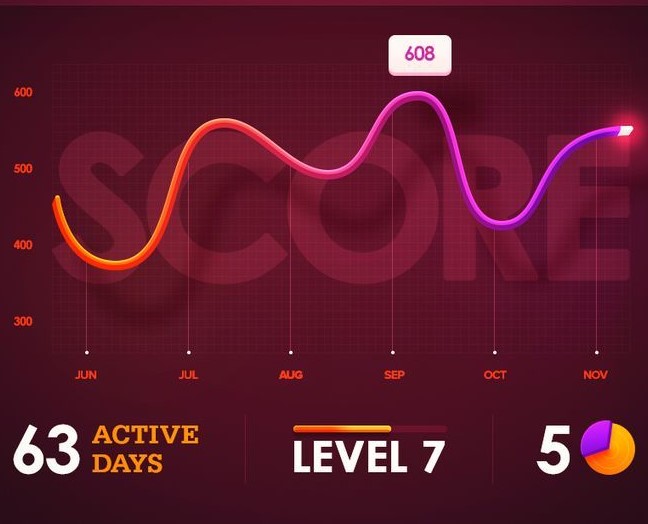 608
SCORE
600
500
400
300
JUN JUL AUG SEP OCT NOV
63 ACTIVE
DAYS
LEVEL 7
5